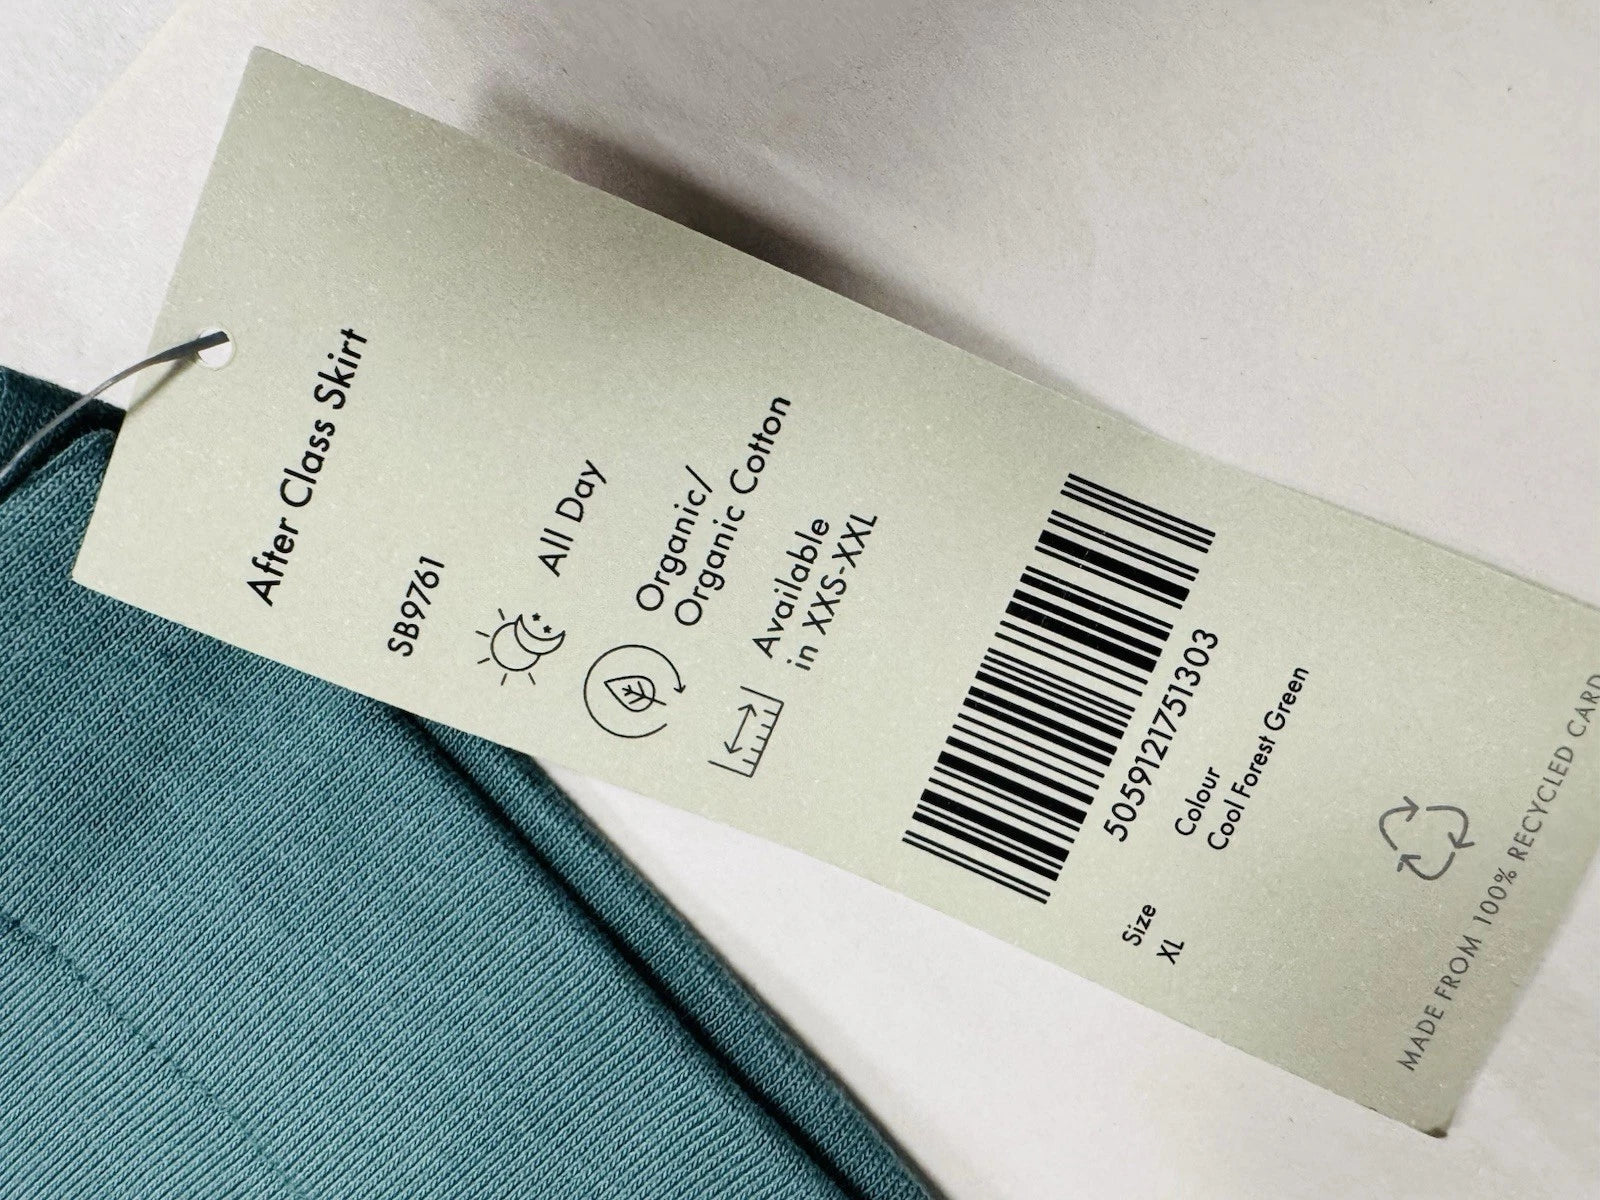 After Class Skirt
SB9761
All Day
Organic/
Organic Cotton
Available
in XXS-XXL
5059121751303
Colour
Cool Forest Green
Size
XL
MADE FROM 100% RECYCLED CARD